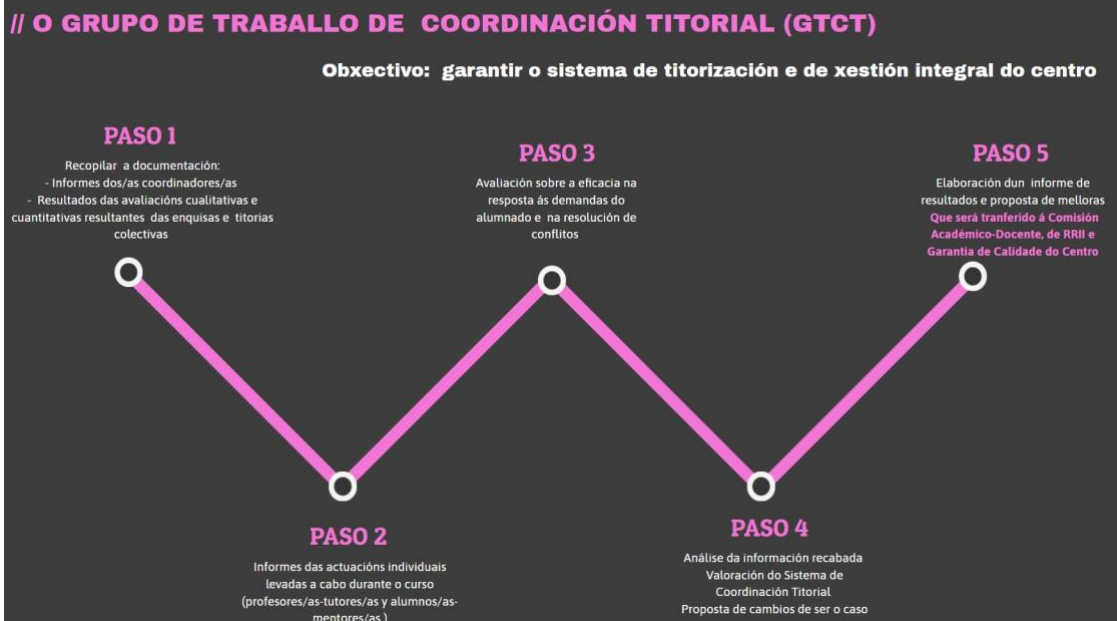 // O GRUPO DE TRABALLO DE COORDINACIÓN TITORIAL (GTCT)
Obxectivo: garantir o sistema de titorización e de xestión integral do centro
PASO 1
Recopilar a documentación:
- Informes dos/as coordinadores/as
- Resultados das avaliacións cualitativas e
cuantitativas resultantes das enquisas e titorias
colectivas
PASO 2
Informes das actuacións individuais
levadas a cabo durante o curso
(profesores/as-tutores/as y alumnos/as-
mentores/as )
PASO 3
Avaliación sobre a eficacia na
resposta ás demandas do
alumnado e na resolución de
conflitos
PASO 4
Análise da información recabada
Valoración do Sistema de
Coordinación Titorial
Proposta de cambios de ser o caso
PASO 5
Elaboración dun informe de
resultados e proposta de melloras
Que será tranferido á Comisión
Académico-Docente, de RRII e
Garantia de Calidade do Centro